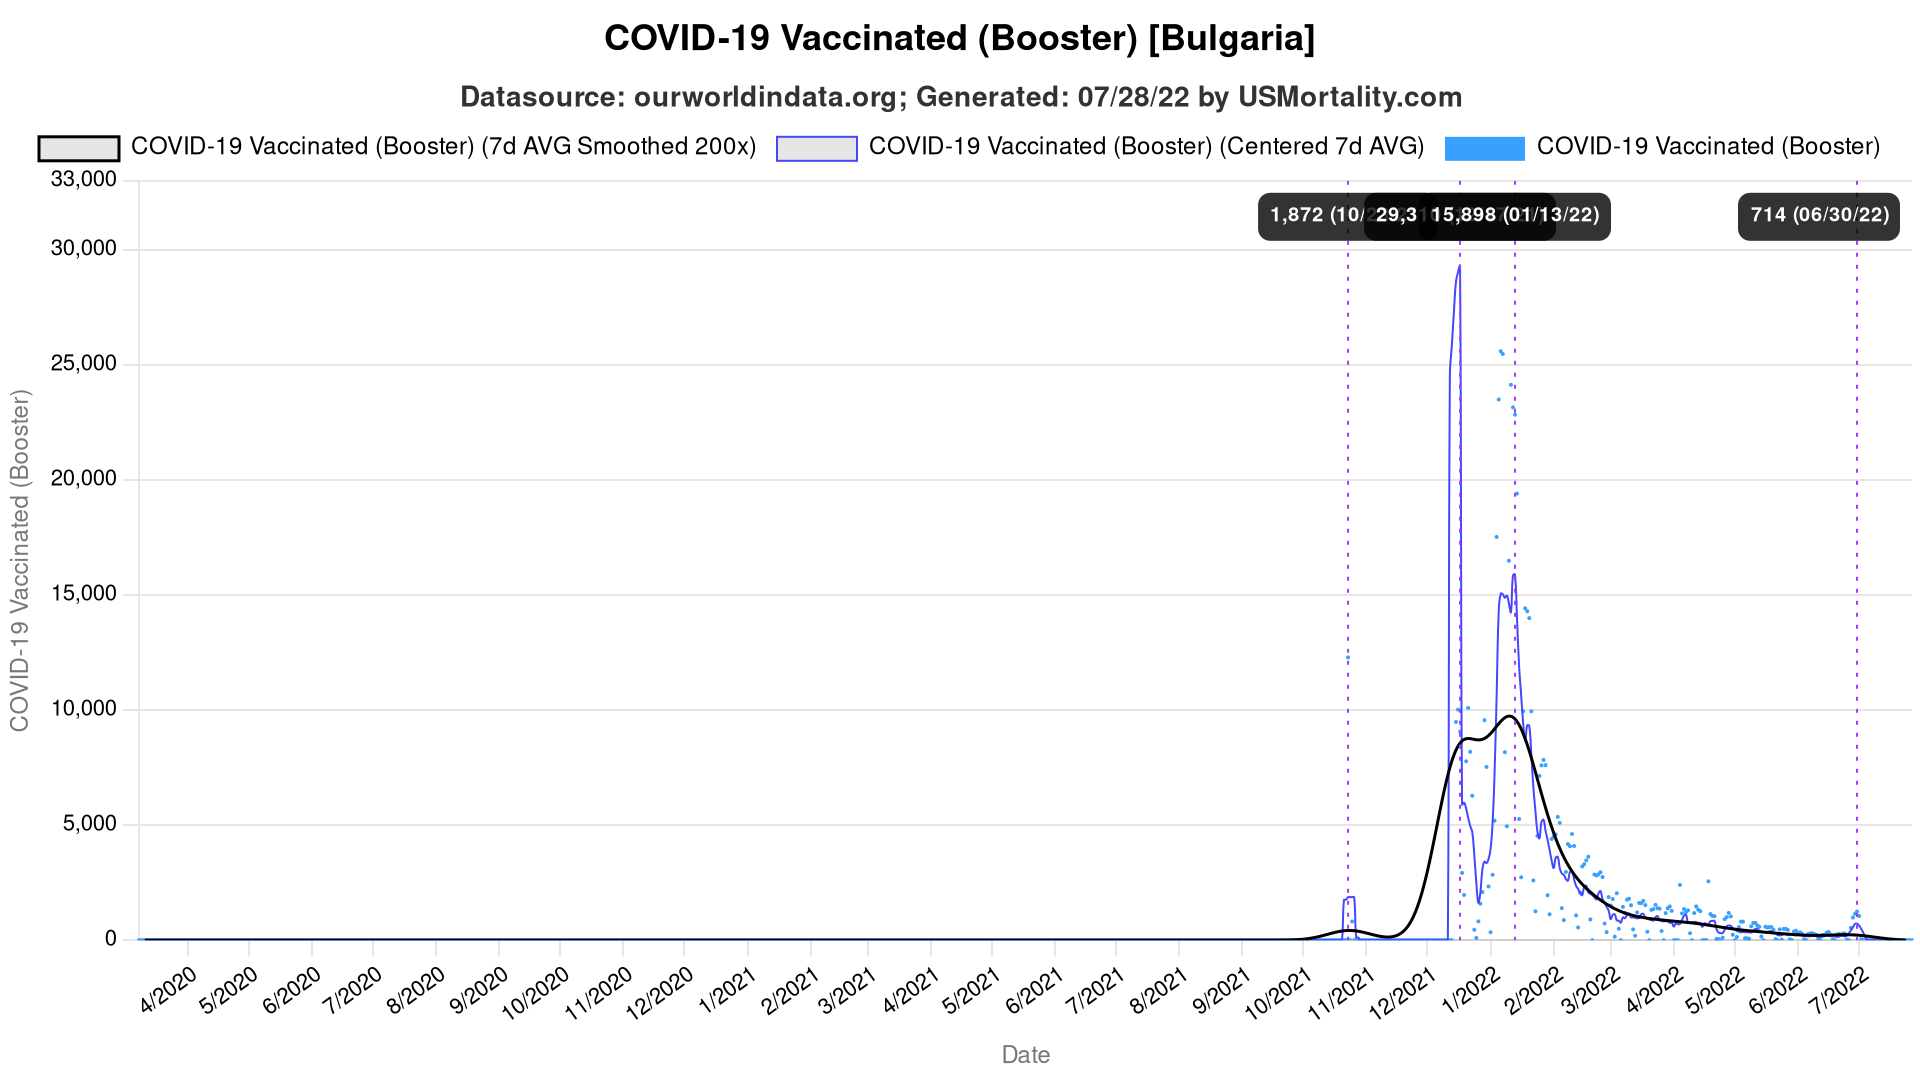 COVID-19 Vaccinated (Booster) [Bulgaria]
Datasource: ourworldindata.org; Generated: 07/28/22 by USMortality.com
COVID-19 Vaccinated (Booster) (7d AVG Smoothed 200x) COVID-19 Vaccinated (Booster) (Centered 7d AVG) COVID-19 Vaccinated (Booster)
33,000
1,872 (10/ 29,31 15,898 (01/13/22) 714 (06/30/22)
30,000
25,000
20,000
15,000
10,000
5,000
0
COVID-19 Vaccinated (Booster)
4/2020 5/2020 6/2020 7/2020 8/2020 9/2020 10/2020 11/2020 12/2020 1/2021 2/2021 3/2021 4/2021 5/2021 6/2021 7/2021 8/2021 9/2021 10/2021 11/2021 12/2021 1/2022 2/2022 3/2022 4/2022 5/2022 6/2022 7/2022
Date